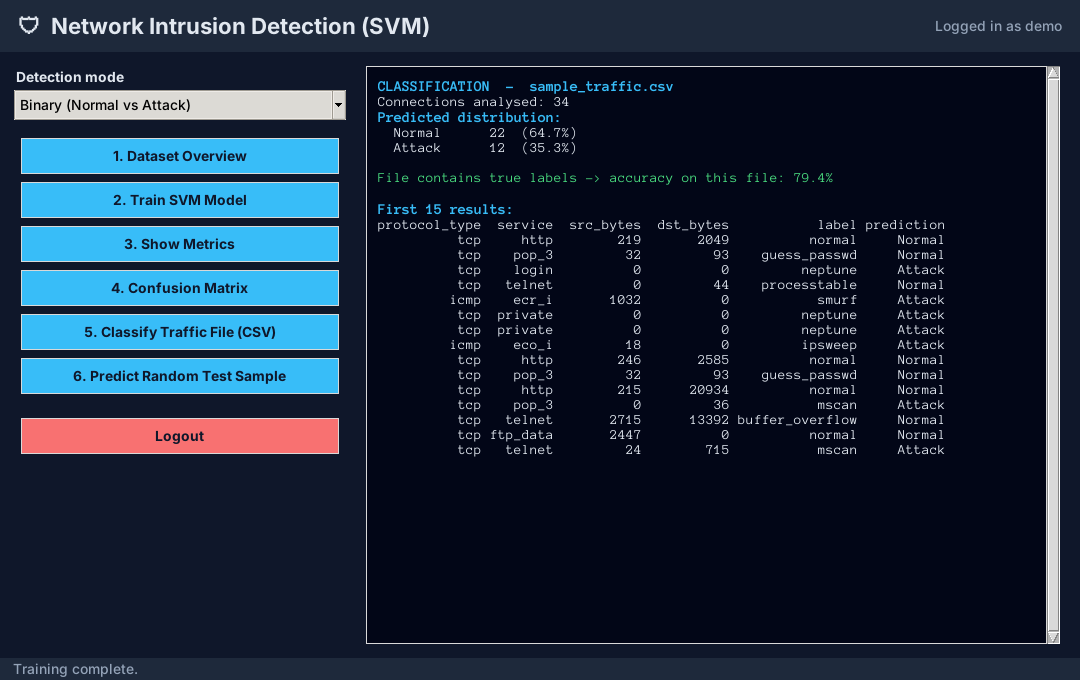 Network Intrusion Detection (SVM)
Logged in as demo
Detection mode
Binary (Normal vs Attack)
1. Dataset Overview
2. Train SVM Model
3. Show Metrics
4. Confusion Matrix
5. Classify Traffic File (CSV)
6. Predict Random Test Sample
Logout
CLASSIFICATION – sample_traffic.csv
Connections analysed: 34
Predicted distribution:
Normal 22 (64.7%)
Attack 12 (35.3%)
File contains true labels -> accuracy on this file: 79.4%
First 15 results:
protocol_type service src_bytes dst_bytes label prediction
tcp http 219 2049 normal Normal
tcp pop_3 32 93 guess_passwd Normal
tcp login 0 0 neptune Attack
tcp telnet 0 44 processtable Normal
icmp ecr_i 1032 0 smurf Attack
tcp private 0 0 neptune Attack
tcp private 0 0 neptune Attack
icmp eco_i 18 0 ipsweep Attack
tcp http 246 2585 normal Normal
tcp pop_3 32 93 guess_passwd Normal
tcp http 215 20934 normal Normal
tcp pop_3 0 36 mscan Attack
tcp telnet 2715 13392 buffer_overflow Normal
tcp ftp_data 2447 0 normal Normal
tcp telnet 24 715 mscan Attack
Training complete.